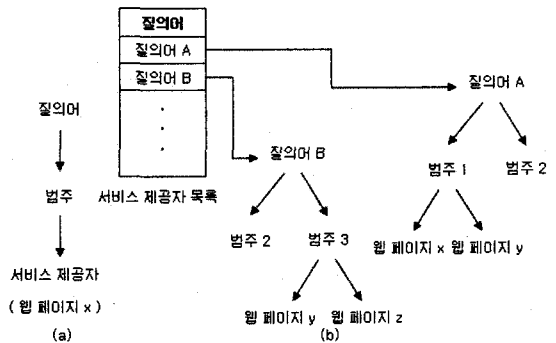 질의어
질의어 A
질의어 B
서비스 제공자 목록
질의어
범주
서비스 제공자
( 웹 페이지 x )
(a)
질의어 B
범주 2
범주 3
웹 페이지 y
웹 페이지 z
(b)
질의어 A
범주 1
범주 2
웹 페이지 x
웹 페이지 y